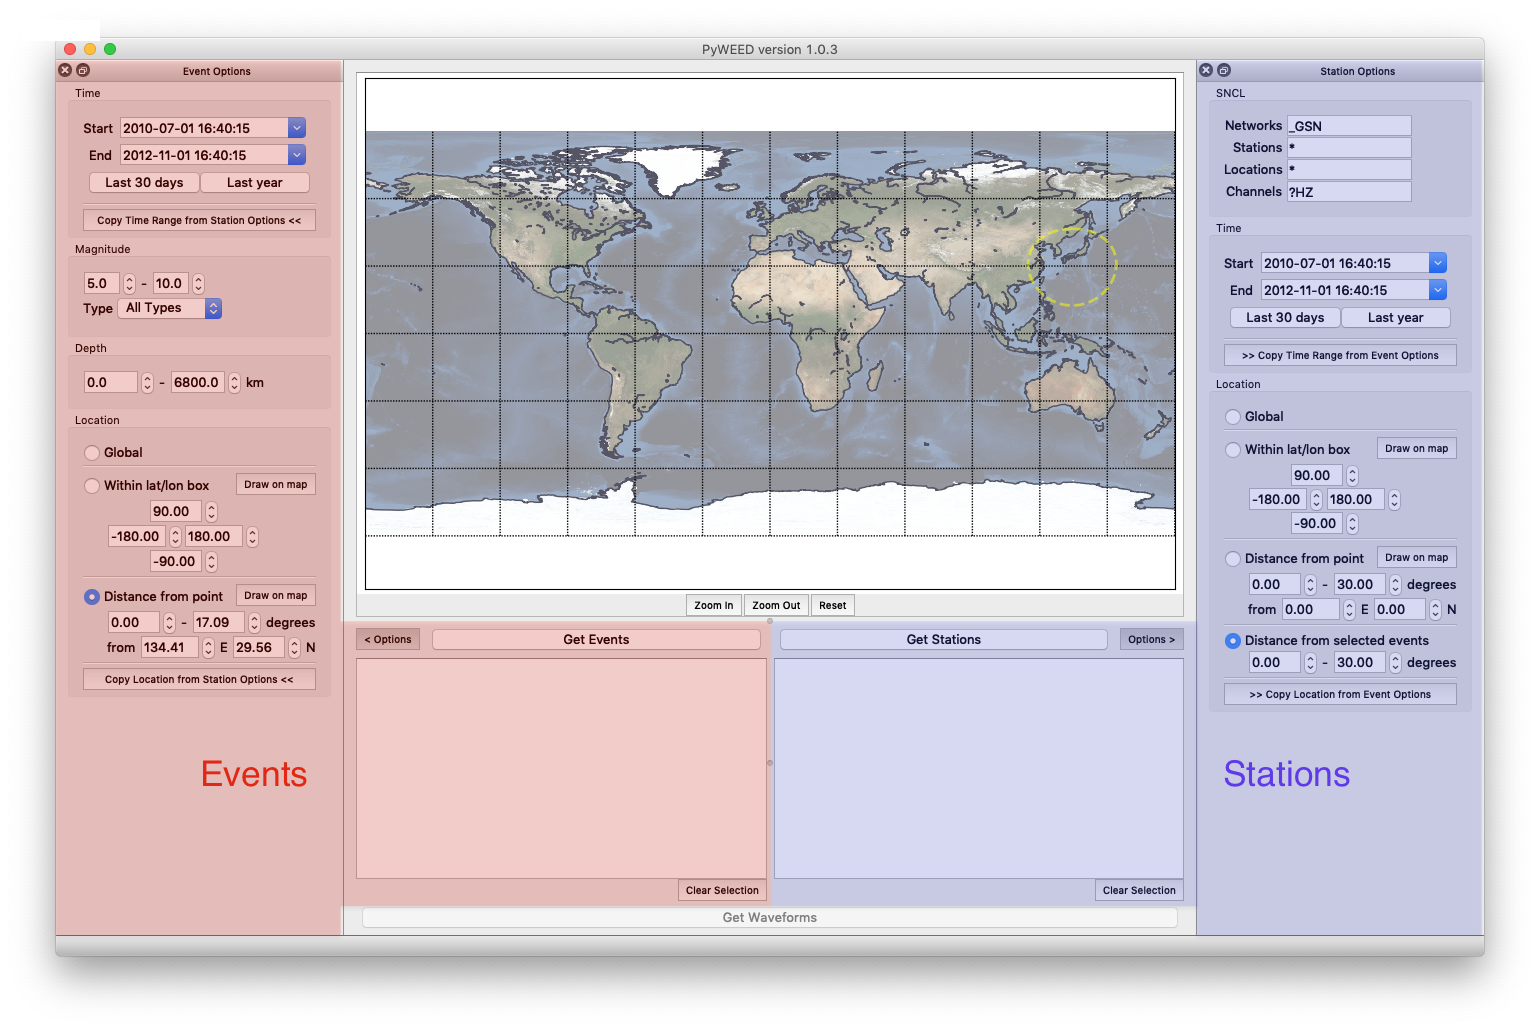 PyWEED version 1.0.3
Event Options
Time
Start 2010-07-01 16:40:15
End 2012-11-01 16:40:15
Last 30 days Last year
Copy Time Range from Station Options <<
Magnitude
5.0 - 10.0
Type All Types
Depth
0.0 - 6800.0 km
Location
Global
Within lat/lon box Draw on map
90.00
-180.00 180.00
-90.00
Distance from point Draw on map
0.00 - 17.09 degrees
from 134.41 E 29.56 N
Copy Location from Station Options <<
Events
Zoom In Zoom Out Reset
< Options Get Events Get Stations Options >
Clear Selection Clear Selection
Get Waveforms
Station Options
SNCL
Networks _GSN
Stations *
Locations *
Channels ?HZ
Time
Start 2010-07-01 16:40:15
End 2012-11-01 16:40:15
Last 30 days Last year
>> Copy Time Range from Event Options
Location
Global
Within lat/lon box Draw on map
90.00
-180.00 180.00
-90.00
Distance from point Draw on map
0.00 - 30.00 degrees
from 0.00 E 0.00 N
Distance from selected events
0.00 - 30.00 degrees
>> Copy Location from Event Options
Stations